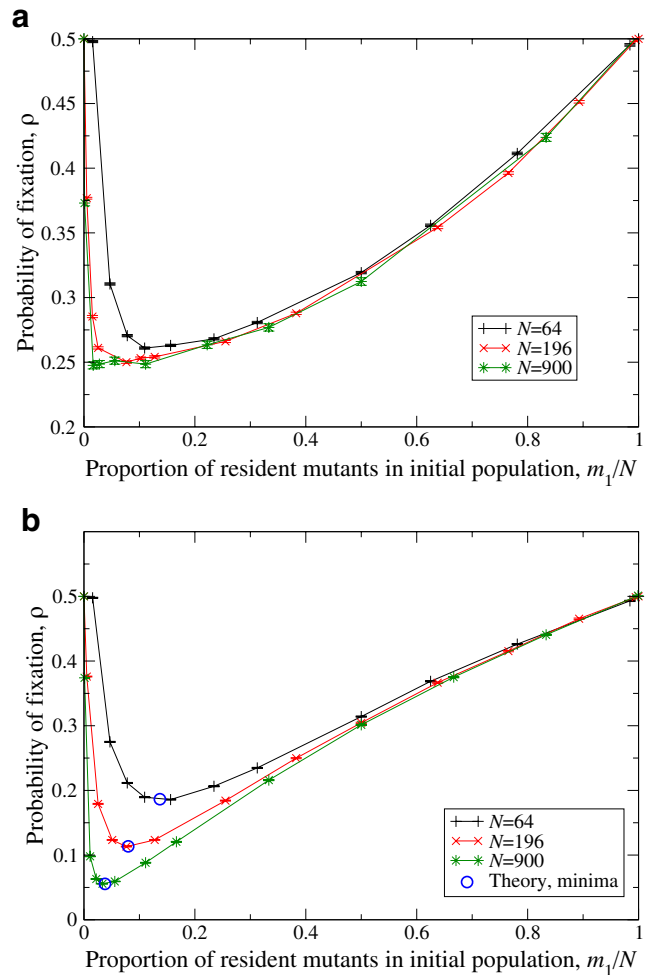 a
0.5
0.45
0.4
0.35
0.3
0.25
0.2
Probability of fixation, ρ
N=64
N=196
N=900
0 0.2 0.4 0.6 0.8 1
Proportion of resident mutants in initial population, m₁/N
b
0.5
0.4
0.3
0.2
0.1
0
Probability of fixation, ρ
N=64
N=196
N=900
Theory, minima
0 0.2 0.4 0.6 0.8 1
Proportion of resident mutants in initial population, m₁/N